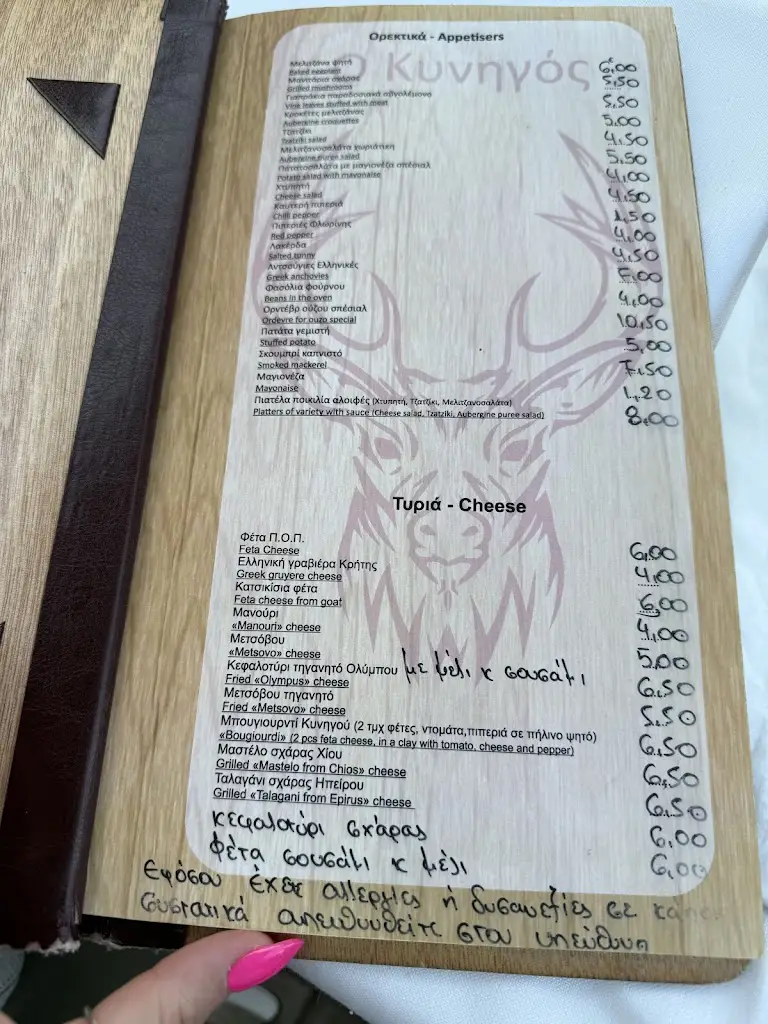 Ορεκτικά - Appetisers
Ο Κυνηγός
Μελιτζάνα ψητή 6,00
Baked eggplant
Μανιτάρια σχάρας 5,50
Grilled mushrooms
Γιαπράκια παραδοσιακά αβγολέμονο 5,50
Vine leaves stuffed with meat
Κροκέτες μελιτζάνας 5,00
Aubergine croquettes
Τζατζίκι 4,50
Tzatziki salad
Μελιτζανοσαλάτα χωριάτικη 5,50
Aubergine puree salad
Πατατοσαλάτα με μαγιονέζα σπέσιαλ 4,00
Potato salad with mayonaise
Χτυπητή 4,50
Cheese salad
Καυτερή πιπεριά 1,50
Chilli pepper
Πιπεριές Φλωρίνης 4,00
Red pepper
Λακέρδα 4,50
Salted tunny
Αντσούγιες Ελληνικές 7,00
Greek anchovies
Φασόλια φούρνου 4,00
Beans in the oven
Ορντέβρ ούζου σπέσιαλ 10,50
Ordevre for ouzo special
Πατάτα γεμιστή 5,00
Stuffed potato
Σκουμπρί καπνιστό 7,50
Smoked mackerel
Μαγιονέζα 1,20
Mayonaise
Πιατέλα ποικιλία αλοιφές (Χτυπητή, Τζατζίκι, Μελιτζανοσαλάτα) 8,00
Platters of variety with sauce (Cheese salad, Tzatziki, Aubergine puree salad)
Τυριά - Cheese
Φέτα Π.Ο.Π. 6,00
Feta Cheese
Ελληνική γραβιέρα Κρήτης 4,00
Greek gruyere cheese
Κατσικίσια φέτα 6,00
Feta cheese from goat
Μανούρι 4,00
«Manouri» cheese
Μετσόβου 5,00
«Metsovo» cheese
Κεφαλοτύρι τηγανητό Ολύμπου με μέλι κ σουσάμι 6,50
Fried «Olympus» cheese
Μετσόβου τηγανητό 5,50
Fried «Metsovo» cheese
Μπουγιουρντί Κυνηγού (2 τμχ φέτες, ντομάτα,πιπεριά σε πήλινο ψητό) 6,50
«Bougiourdi» (2 pcs feta cheese, in a clay with tomato, cheese and pepper)
Μαστέλο σχάρας Χίου 6,50
Grilled «Mastelo from Chios» cheese
Ταλαγάνι σχάρας Ηπείρου 6,50
Grilled «Talagani from Epirus» cheese
κεφαλοτύρι σχάρας 6,00
φέτα σουσάμι κ μέλι 6,00
Εφόσον έχετε αλλεργίες ή δυσανεξίες σε
συστατικά απευθυνθείτε στον υπεύθυνο